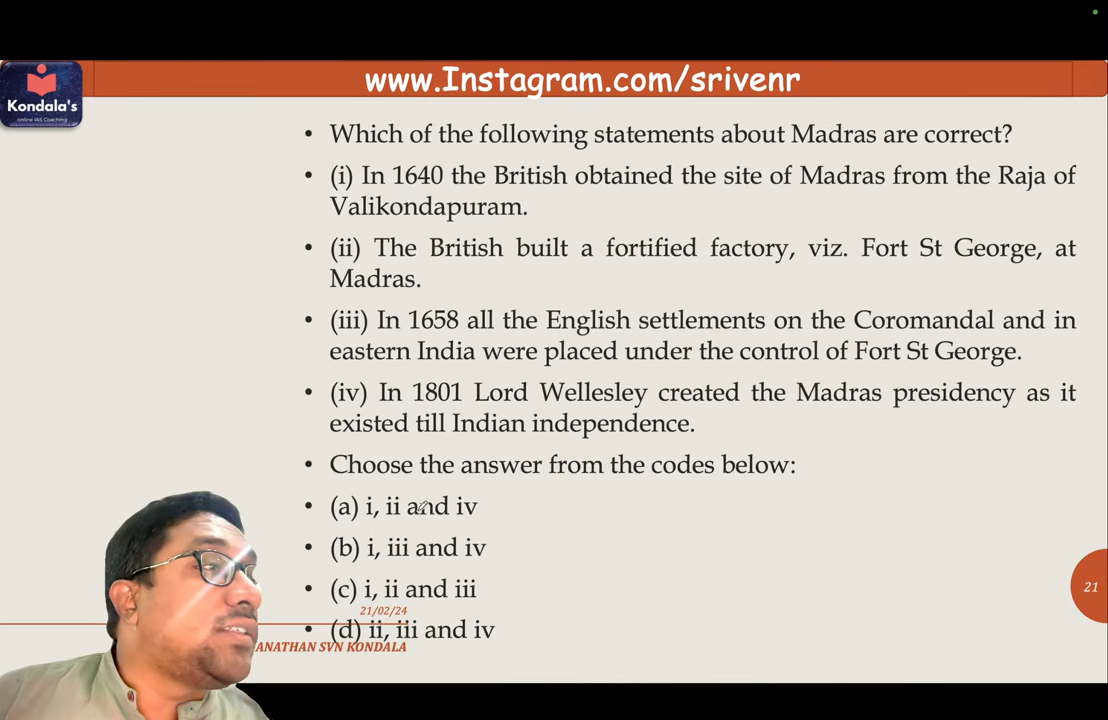 www.Instagram.com/srivenr
Kondala's
online IAS Coaching
• Which of the following statements about Madras are correct?
• (i) In 1640 the British obtained the site of Madras from the Raja of
Valikondapuram.
• (ii) The British built a fortified factory, viz. Fort St George, at
Madras.
• (iii) In 1658 all the English settlements on the Coromandal and in
eastern India were placed under the control of Fort St George.
• (iv) In 1801 Lord Wellesley created the Madras presidency as it
existed till Indian independence.
• Choose the answer from the codes below:
• (a) i, ii and iv
• (b) i, iii and iv
• (c) i, ii and iii
21
21/02/24
• (d) ii, iii and iv
ANATHAN SVN KONDALA